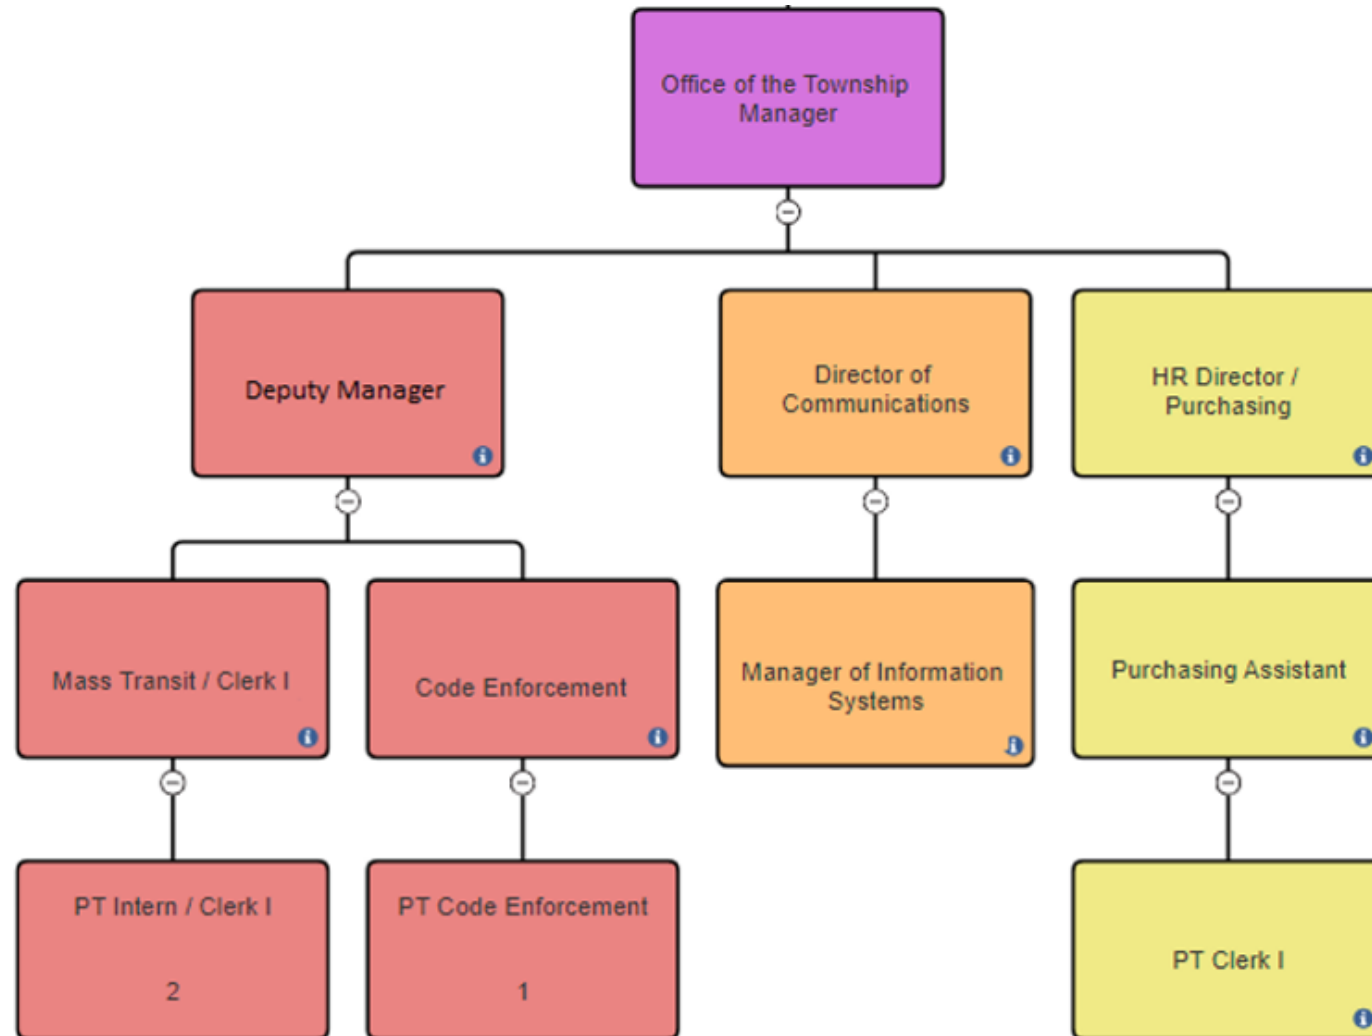 Office of the Township
Manager
Deputy Manager
Director of
Communications
HR Director /
Purchasing
Mass Transit / Clerk I
Code Enforcement
Manager of Information
Systems
Purchasing Assistant
PT Intern / Clerk I
2
PT Code Enforcement
1
PT Clerk I